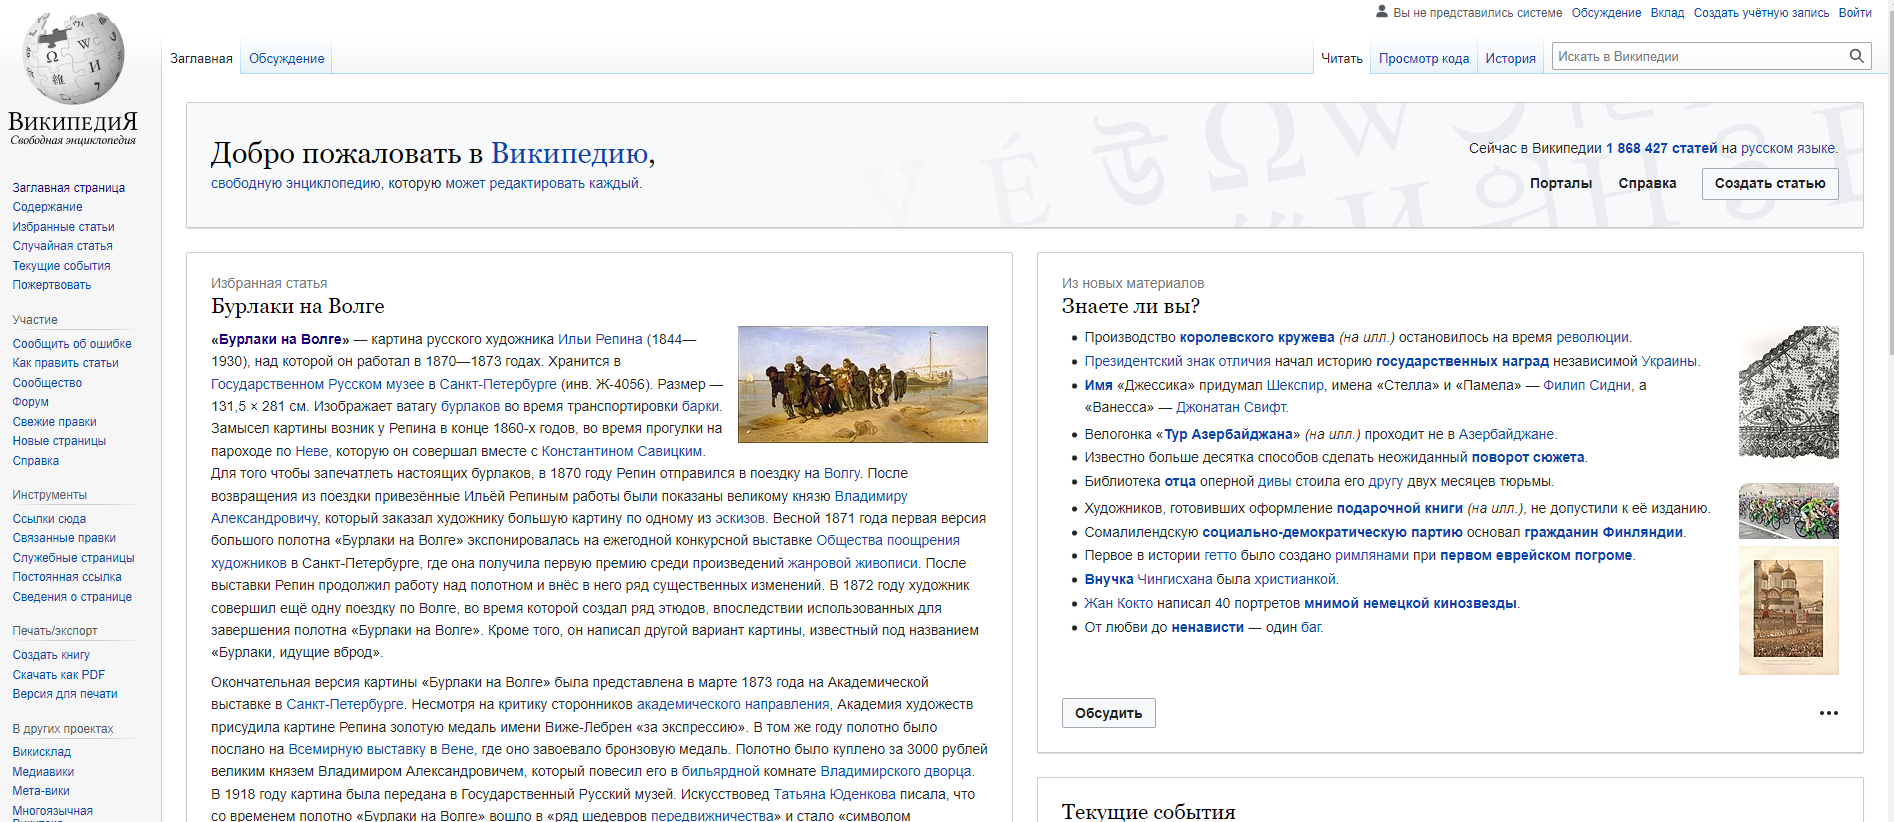 Вы не представились системе Обсуждение Вклад Создать учётную запись Войти
Заглавная Обсуждение Читать Просмотр кода История Искать в Википедии
ВикипедиЯ
Свободная энциклопедия
Заглавная страница
Содержание
Избранные статьи
Случайная статья
Текущие события
Пожертвовать
Участие
Сообщить об ошибке
Как править статьи
Сообщество
Форум
Свежие правки
Новые страницы
Справка
Инструменты
Ссылки сюда
Связанные правки
Служебные страницы
Постоянная ссылка
Сведения о странице
Печать/экспорт
Создать книгу
Скачать как PDF
Версия для печати
В других проектах
Викисклад
Медиавики
Мета-вики
Многоязычная
Добро пожаловать в Википедию,
свободную энциклопедию, которую может редактировать каждый.
Сейчас в Википедии 1 868 427 статей на русском языке.
Порталы Справка Создать статью
Избранная статья
Бурлаки на Волге
«Бурлаки на Волге» — картина русского художника Ильи Репина (1844—
1930), над которой он работал в 1870—1873 годах. Хранится в
Государственном Русском музее в Санкт-Петербурге (инв. Ж-4056). Размер —
131,5 × 281 см. Изображает ватагу бурлаков во время транспортировки барки.
Замысел картины возник у Репина в конце 1860-х годов, во время прогулки на
пароходе по Неве, которую он совершал вместе с Константином Савицким.
Для того чтобы запечатлеть настоящих бурлаков, в 1870 году Репин отправился в поездку на Волгу. После
возвращения из поездки привезённые Ильёй Репиным работы были показаны великому князю Владимиру
Александровичу, который заказал художнику большую картину по одному из эскизов. Весной 1871 года первая версия
большого полотна «Бурлаки на Волге» экспонировалась на ежегодной конкурсной выставке Общества поощрения
художников в Санкт-Петербурге, где она получила первую премию среди произведений жанровой живописи. После
выставки Репин продолжил работу над полотном и внёс в него ряд существенных изменений. В 1872 году художник
совершил ещё одну поездку по Волге, во время которой создал ряд этюдов, впоследствии использованных для
завершения полотна «Бурлаки на Волге». Кроме того, он написал другой вариант картины, известный под названием
«Бурлаки, идущие вброд».
Окончательная версия картины «Бурлаки на Волге» была представлена в марте 1873 года на Академической
выставке в Санкт-Петербурге. Несмотря на критику сторонников академического направления, Академия художеств
присудила картине Репина золотую медаль имени Виже-Лебрен «за экспрессию». В том же году полотно было
послано на Всемирную выставку в Вене, где оно завоевало бронзовую медаль. Полотно было куплено за 3000 рублей
великим князем Владимиром Александровичем, который повесил его в бильярдной комнате Владимирского дворца.
В 1918 году картина была передана в Государственный Русский музей. Искусствовед Татьяна Юденкова писала, что
со временем полотно «Бурлаки на Волге» вошло в «ряд шедевров передвижничества» и стало «символом
Из новых материалов
Знаете ли вы?
Производство королевского кружева (на илл.) остановилось на время революции.
Президентский знак отличия начал историю государственных наград независимой Украины.
Имя «Джессика» придумал Шекспир, имена «Стелла» и «Памела» — Филип Сидни, а
«Ванесса» — Джонатан Свифт.
Велогонка «Тур Азербайджана» (на илл.) проходит не в Азербайджане.
Известно больше десятка способов сделать неожиданный поворот сюжета.
Библиотека отца оперной дивы стоила его другу двух месяцев тюрьмы.
Художников, готовивших оформление подарочной книги (на илл.), не допустили к её изданию.
Сомалилендскую социально-демократическую партию основал гражданин Финляндии.
Первое в истории гетто было создано римлянами при первом еврейском погроме.
Внучка Чингисхана была христианкой.
Жан Кокто написал 40 портретов мнимой немецкой кинозвезды.
От любви до ненависти — один баг.
Обсудить
Текущие события